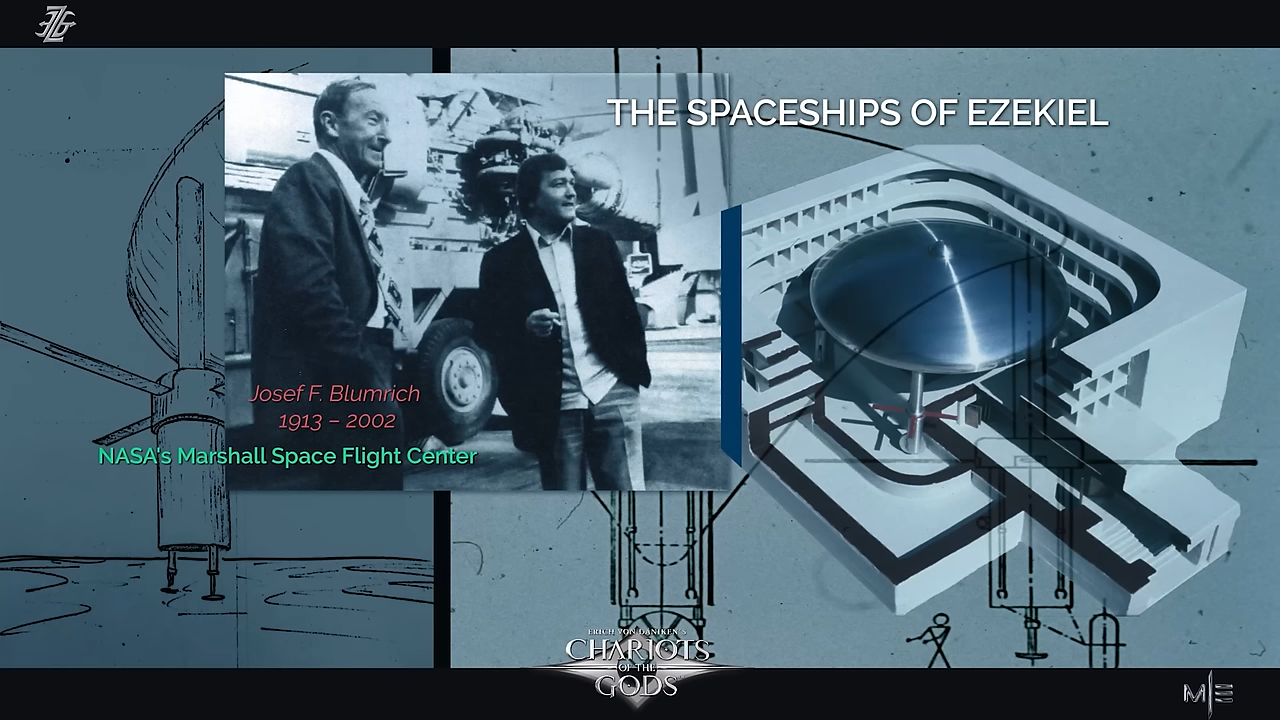 THE SPACESHIPS OF EZEKIEL
Josef F. Blumrich
1913 – 2002
NASA's Marshall Space Flight Center
ERICH VON DÄNIKEN'S
CHARIOTS
OF THE
GODS